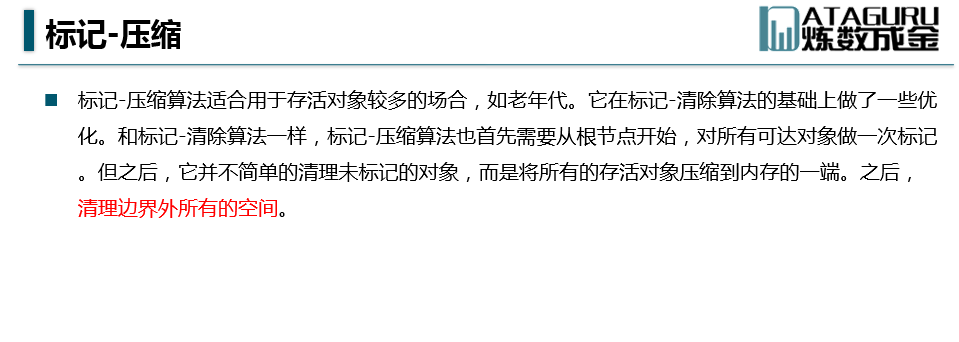 标记-压缩
ATAGURU
炼数成金
标记-压缩算法适合用于存活对象较多的场合，如老年代。它在标记-清除算法的基础上做了一些优
化。和标记-清除算法一样，标记-压缩算法也首先需要从根节点开始，对所有可达对象做一次标记
。但之后，它并不简单的清理未标记的对象，而是将所有的存活对象压缩到内存的一端。之后，
清理边界外所有的空间。